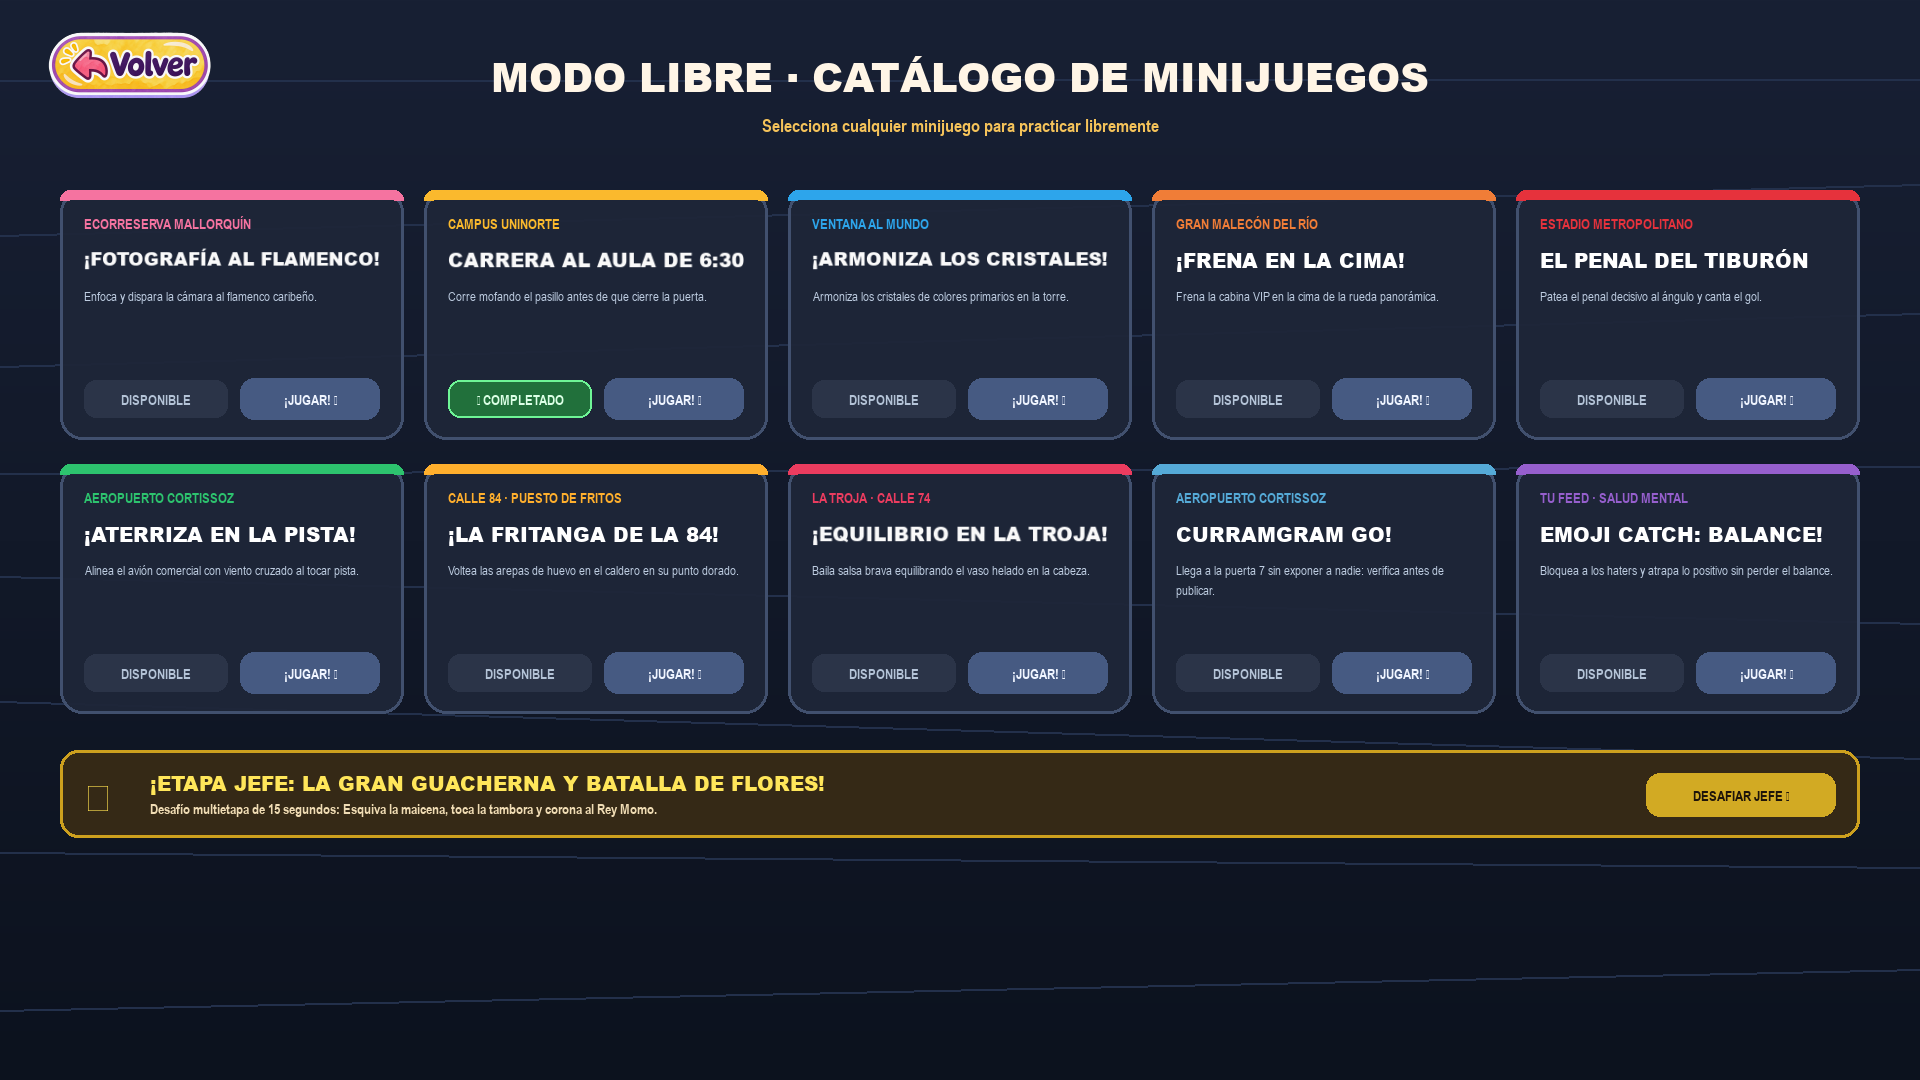 Volver
MODO LIBRE · CATÁLOGO DE MINIJUEGOS
Selecciona cualquier minijuego para practicar libremente
ECORRESERVA MALLORQUÍN
¡FOTOGRAFÍA AL FLAMENCO!
Enfoca y dispara la cámara al flamenco caribeño.
DISPONIBLE
¡JUGAR!
CAMPUS UNINORTE
CARRERA AL AULA DE 6:30
Corre mofando el pasillo antes de que cierre la puerta.
COMPLETADO
¡JUGAR!
VENTANA AL MUNDO
¡ARMONIZA LOS CRISTALES!
Armoniza los cristales de colores primarios en la torre.
DISPONIBLE
¡JUGAR!
GRAN MALECÓN DEL RÍO
¡FRENA EN LA CIMA!
Frena la cabina VIP en la cima de la rueda panorámica.
DISPONIBLE
¡JUGAR!
ESTADIO METROPOLITANO
EL PENAL DEL TIBURÓN
Patea el penal decisivo al ángulo y canta el gol.
DISPONIBLE
¡JUGAR!
AEROPUERTO CORTISSOZ
¡ATERRIZA EN LA PISTA!
Alinea el avión comercial con viento cruzado al tocar pista.
DISPONIBLE
¡JUGAR!
CALLE 84 · PUESTO DE FRITOS
¡LA FRITANGA DE LA 84!
Voltea las arepas de huevo en el caldero en su punto dorado.
DISPONIBLE
¡JUGAR!
LA TROJA · CALLE 74
¡EQUILIBRIO EN LA TROJA!
Baila salsa brava equilibrando el vaso helado en la cabeza.
DISPONIBLE
¡JUGAR!
AEROPUERTO CORTISSOZ
CURRAMGRAM GO!
Llega a la puerta 7 sin exponer a nadie: verifica antes de
publicar.
DISPONIBLE
¡JUGAR!
TU FEED · SALUD MENTAL
EMOJI CATCH: BALANCE!
Bloquea a los haters y atrapa lo positivo sin perder el balance.
DISPONIBLE
¡JUGAR!
¡ETAPA JEFE: LA GRAN GUACHERNA Y BATALLA DE FLORES!
Desafío multietapa de 15 segundos: Esquiva la maicena, toca la tambora y corona al Rey Momo.
DESAFIAR JEFE